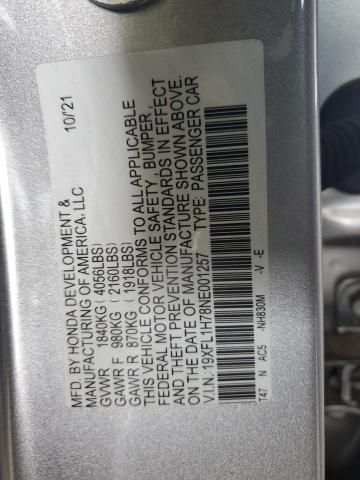 MFD. BY HONDA DEVELOPMENT &
MANUFACTURING OF AMERICA, LLC 10/'21
GVWR 1840KG (4056LBS)
GAWR F 980KG (2160LBS)
GAWR R 870KG (1918LBS)
THIS VEHICLE CONFORMS TO ALL APPLICABLE
FEDERAL MOTOR VEHICLE SAFETY, BUMPER,
AND THEFT PREVENTION STANDARDS IN EFFECT
ON THE DATE OF MANUFACTURE SHOWN ABOVE.
V.I.N.: 19XFL1H78NE001257
TYPE: PASSENGER CAR
T47 N AC5 -NH830M -V -E